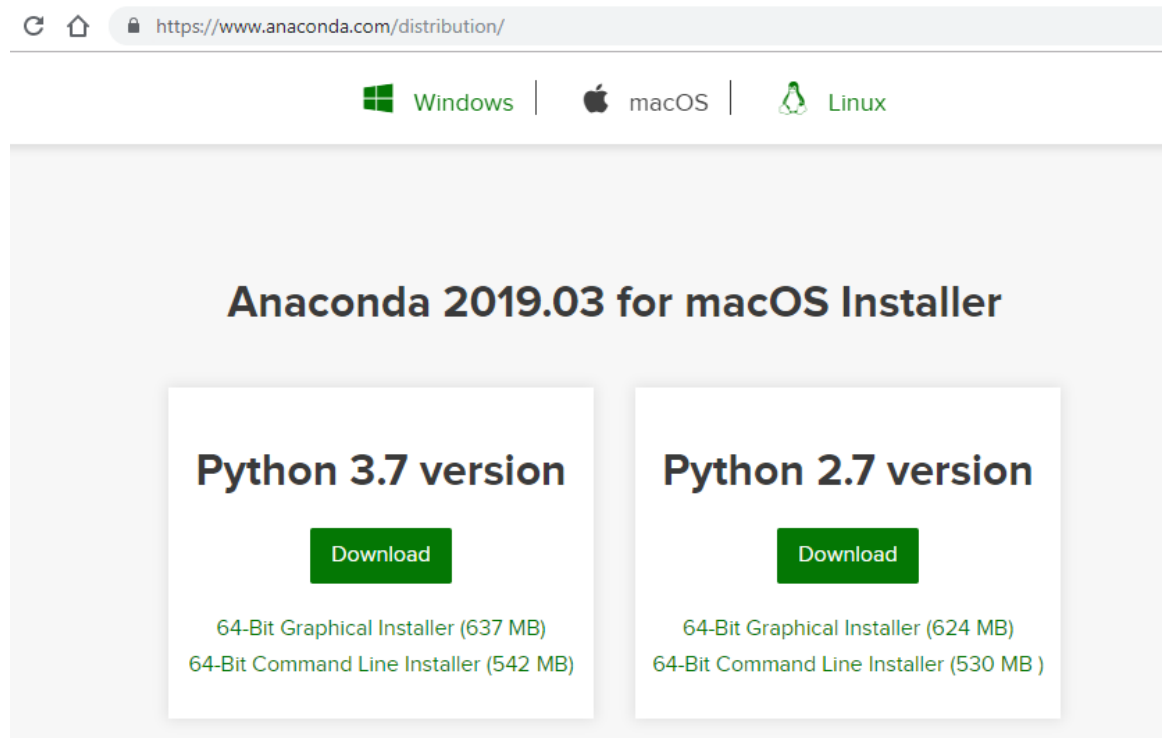 https://www.anaconda.com/distribution/
Windows macOS Linux
Anaconda 2019.03 for macOS Installer
Python 3.7 version
Download
64-Bit Graphical Installer (637 MB)
64-Bit Command Line Installer (542 MB)
Python 2.7 version
Download
64-Bit Graphical Installer (624 MB)
64-Bit Command Line Installer (530 MB )